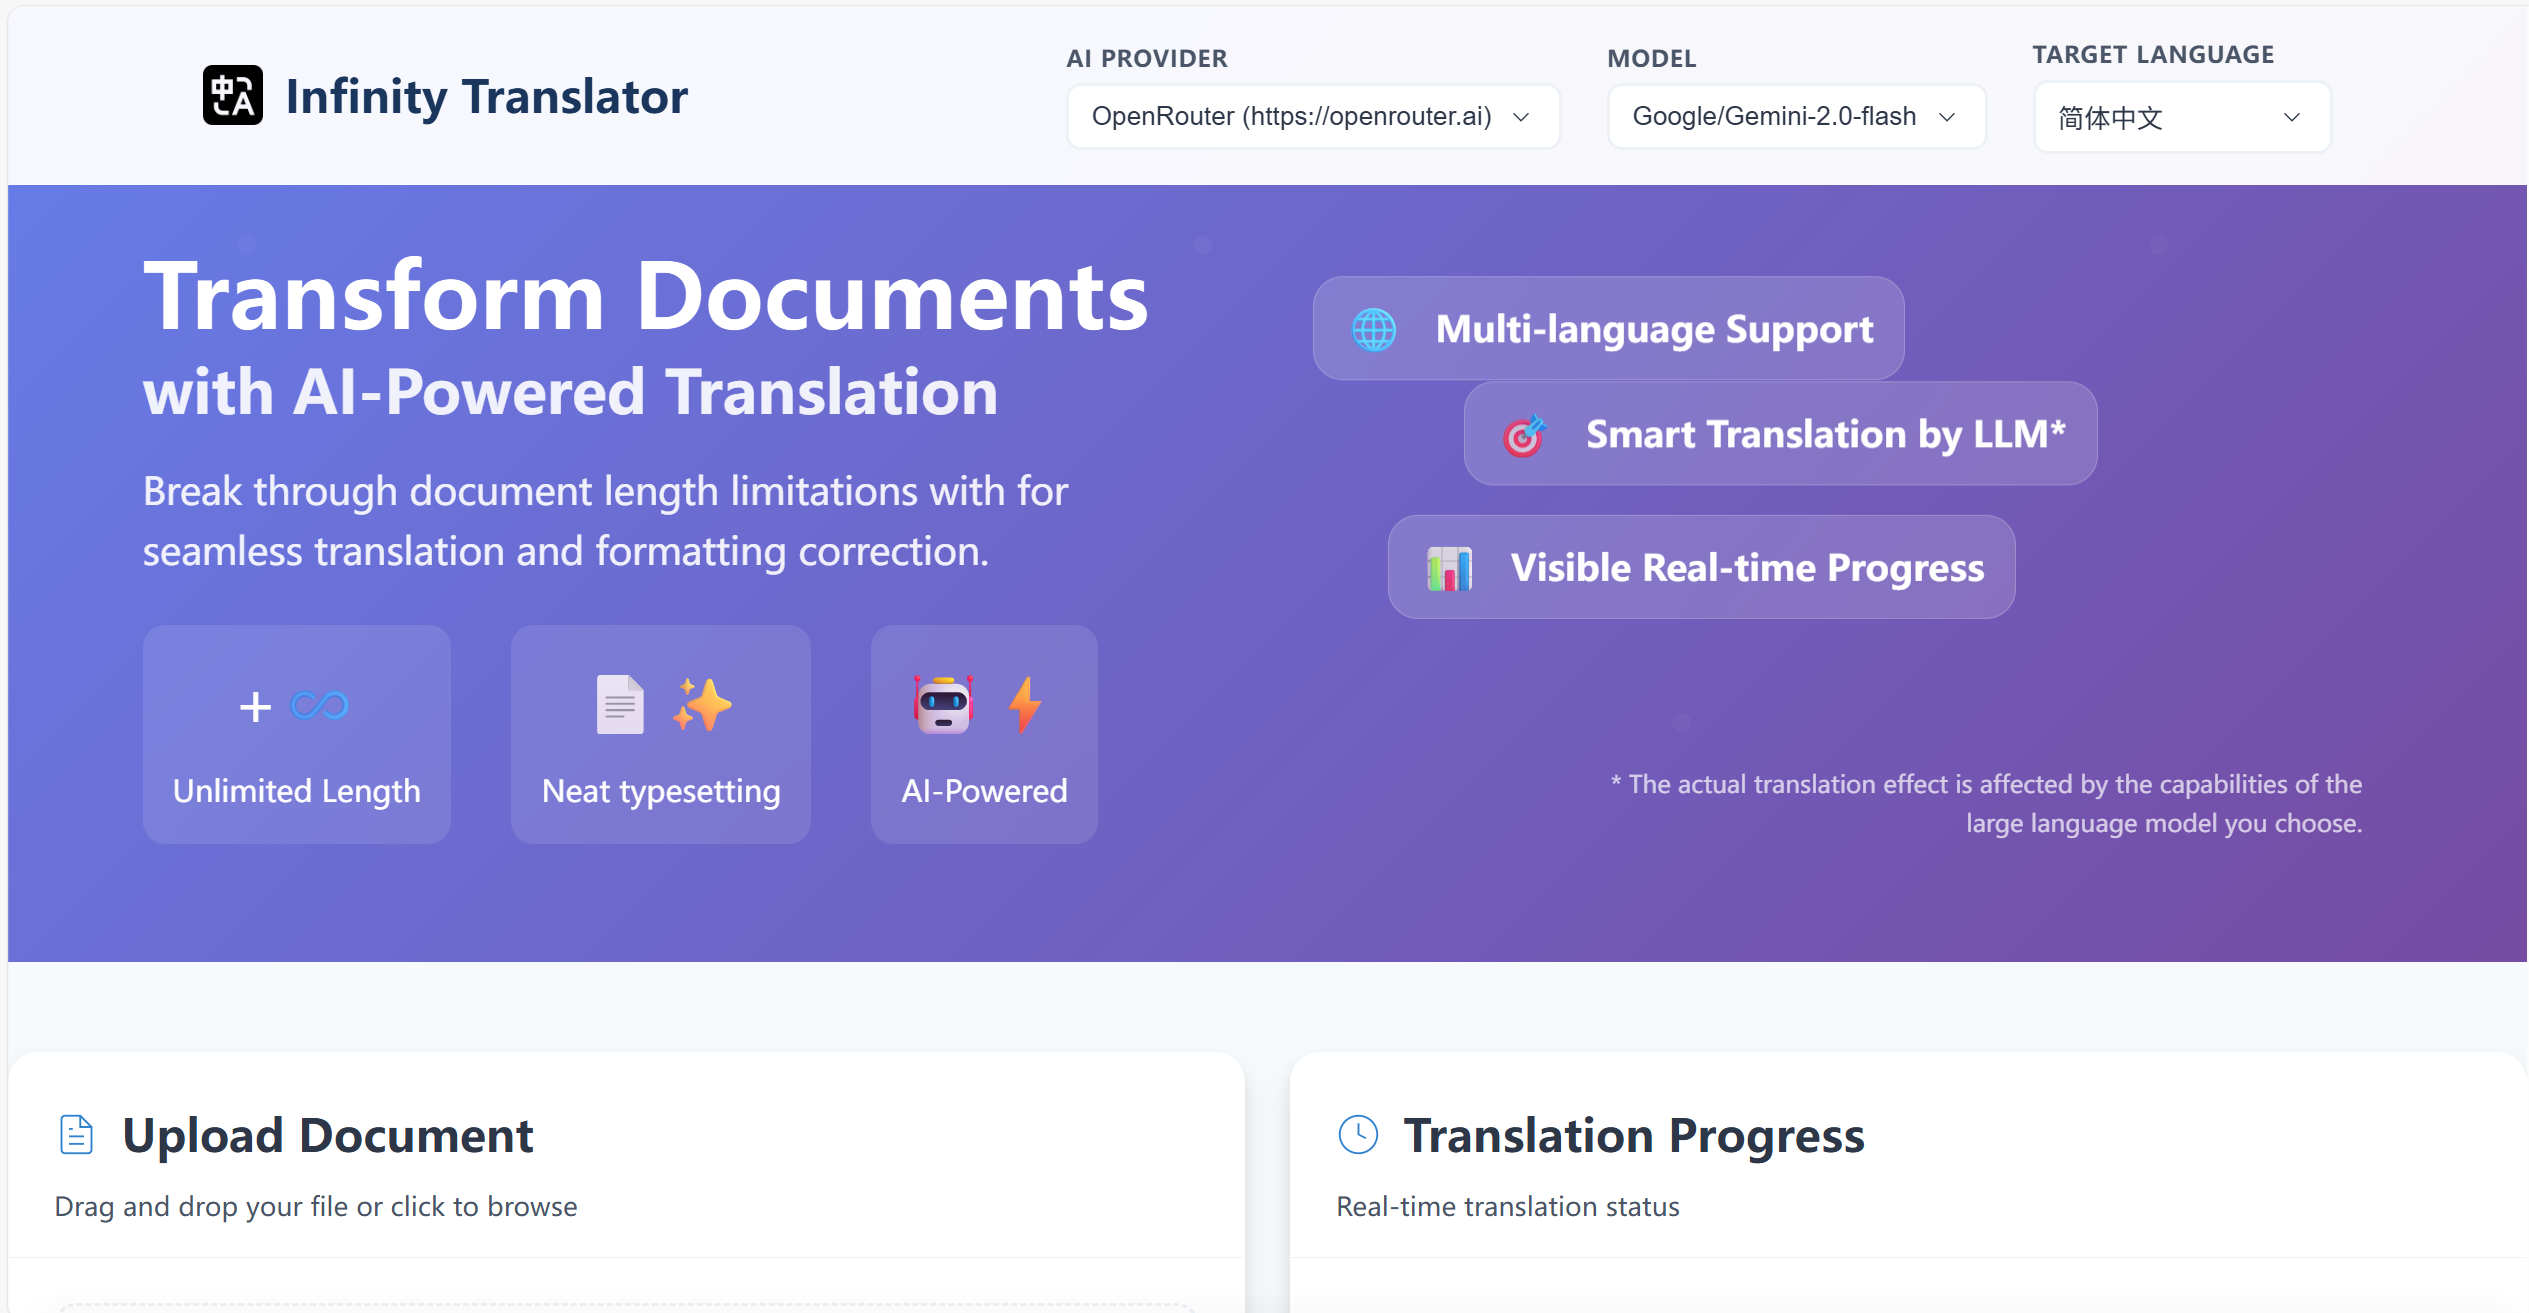 Infinity Translator
AI PROVIDER
OpenRouter (https://openrouter.ai)
MODEL
Google/Gemini-2.0-flash
TARGET LANGUAGE
简体中文
Transform Documents
with AI-Powered Translation
Break through document length limitations with for
seamless translation and formatting correction.
Unlimited Length
Neat typesetting
AI-Powered
Multi-language Support
Smart Translation by LLM*
Visible Real-time Progress
* The actual translation effect is affected by the capabilities of the
large language model you choose.
Upload Document
Drag and drop your file or click to browse
Translation Progress
Real-time translation status